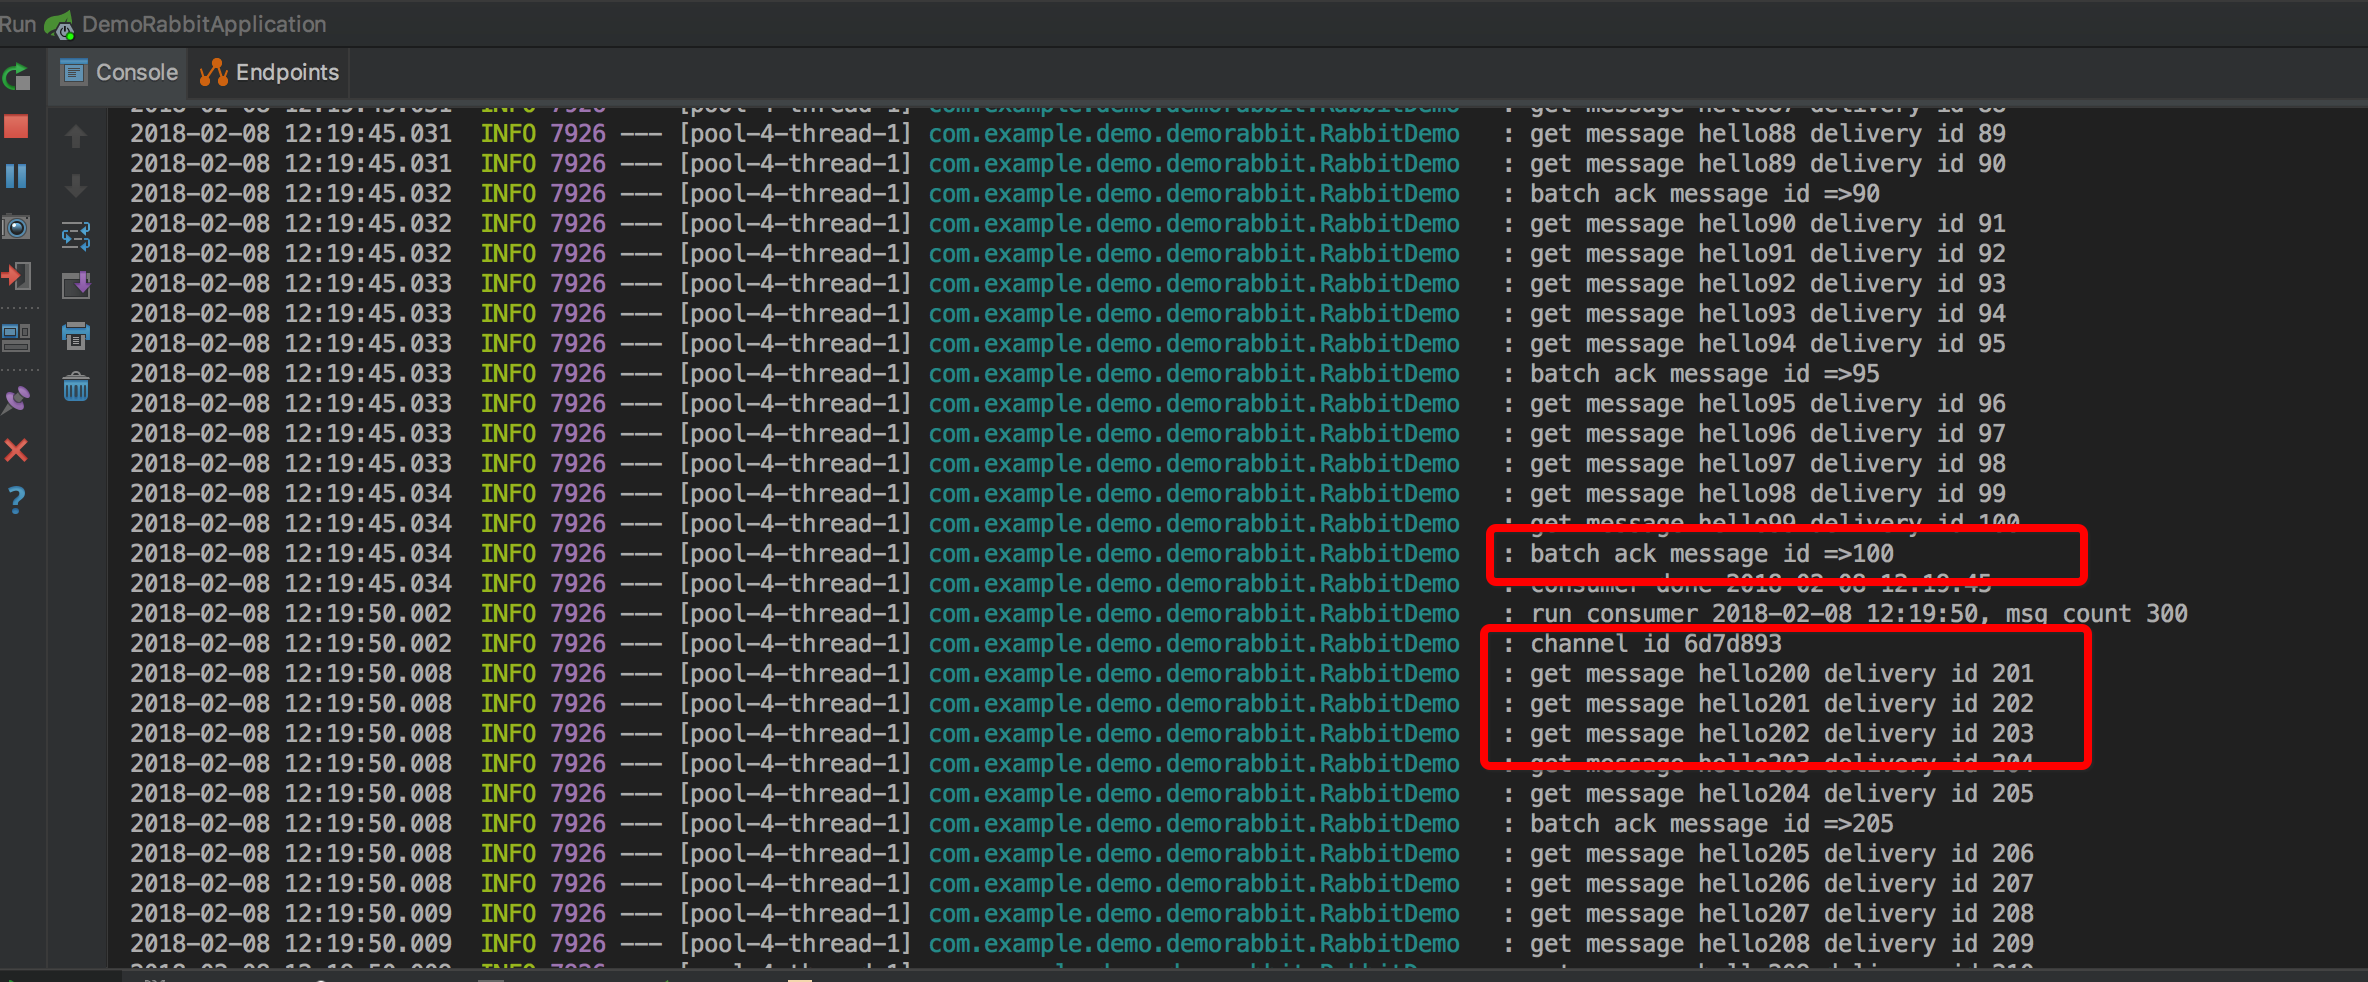 Run DemoRabbitApplication
Console Endpoints
2018-02-08 12:19:45.031 INFO 7926 --- [pool-4-thread-1] com.example.demo.demorabbit.RabbitDemo : get message hello87 delivery id 88
2018-02-08 12:19:45.031 INFO 7926 --- [pool-4-thread-1] com.example.demo.demorabbit.RabbitDemo : get message hello88 delivery id 89
2018-02-08 12:19:45.031 INFO 7926 --- [pool-4-thread-1] com.example.demo.demorabbit.RabbitDemo : get message hello89 delivery id 90
2018-02-08 12:19:45.032 INFO 7926 --- [pool-4-thread-1] com.example.demo.demorabbit.RabbitDemo : batch ack message id =>90
2018-02-08 12:19:45.032 INFO 7926 --- [pool-4-thread-1] com.example.demo.demorabbit.RabbitDemo : get message hello90 delivery id 91
2018-02-08 12:19:45.032 INFO 7926 --- [pool-4-thread-1] com.example.demo.demorabbit.RabbitDemo : get message hello91 delivery id 92
2018-02-08 12:19:45.033 INFO 7926 --- [pool-4-thread-1] com.example.demo.demorabbit.RabbitDemo : get message hello92 delivery id 93
2018-02-08 12:19:45.033 INFO 7926 --- [pool-4-thread-1] com.example.demo.demorabbit.RabbitDemo : get message hello93 delivery id 94
2018-02-08 12:19:45.033 INFO 7926 --- [pool-4-thread-1] com.example.demo.demorabbit.RabbitDemo : get message hello94 delivery id 95
2018-02-08 12:19:45.033 INFO 7926 --- [pool-4-thread-1] com.example.demo.demorabbit.RabbitDemo : batch ack message id =>95
2018-02-08 12:19:45.033 INFO 7926 --- [pool-4-thread-1] com.example.demo.demorabbit.RabbitDemo : get message hello95 delivery id 96
2018-02-08 12:19:45.033 INFO 7926 --- [pool-4-thread-1] com.example.demo.demorabbit.RabbitDemo : get message hello96 delivery id 97
2018-02-08 12:19:45.033 INFO 7926 --- [pool-4-thread-1] com.example.demo.demorabbit.RabbitDemo : get message hello97 delivery id 98
2018-02-08 12:19:45.034 INFO 7926 --- [pool-4-thread-1] com.example.demo.demorabbit.RabbitDemo : get message hello98 delivery id 99
2018-02-08 12:19:45.034 INFO 7926 --- [pool-4-thread-1] com.example.demo.demorabbit.RabbitDemo : get message hello99 delivery id 100
2018-02-08 12:19:45.034 INFO 7926 --- [pool-4-thread-1] com.example.demo.demorabbit.RabbitDemo : batch ack message id =>100
2018-02-08 12:19:45.034 INFO 7926 --- [pool-4-thread-1] com.example.demo.demorabbit.RabbitDemo : consumer done 2018-02-08 12:19:45
2018-02-08 12:19:50.002 INFO 7926 --- [pool-4-thread-1] com.example.demo.demorabbit.RabbitDemo : run consumer 2018-02-08 12:19:50, msg count 300
2018-02-08 12:19:50.002 INFO 7926 --- [pool-4-thread-1] com.example.demo.demorabbit.RabbitDemo : channel id 6d7d893
2018-02-08 12:19:50.008 INFO 7926 --- [pool-4-thread-1] com.example.demo.demorabbit.RabbitDemo : get message hello200 delivery id 201
2018-02-08 12:19:50.008 INFO 7926 --- [pool-4-thread-1] com.example.demo.demorabbit.RabbitDemo : get message hello201 delivery id 202
2018-02-08 12:19:50.008 INFO 7926 --- [pool-4-thread-1] com.example.demo.demorabbit.RabbitDemo : get message hello202 delivery id 203
2018-02-08 12:19:50.008 INFO 7926 --- [pool-4-thread-1] com.example.demo.demorabbit.RabbitDemo : get message hello203 delivery id 204
2018-02-08 12:19:50.008 INFO 7926 --- [pool-4-thread-1] com.example.demo.demorabbit.RabbitDemo : get message hello204 delivery id 205
2018-02-08 12:19:50.008 INFO 7926 --- [pool-4-thread-1] com.example.demo.demorabbit.RabbitDemo : batch ack message id =>205
2018-02-08 12:19:50.008 INFO 7926 --- [pool-4-thread-1] com.example.demo.demorabbit.RabbitDemo : get message hello205 delivery id 206
2018-02-08 12:19:50.008 INFO 7926 --- [pool-4-thread-1] com.example.demo.demorabbit.RabbitDemo : get message hello206 delivery id 207
2018-02-08 12:19:50.009 INFO 7926 --- [pool-4-thread-1] com.example.demo.demorabbit.RabbitDemo : get message hello207 delivery id 208
2018-02-08 12:19:50.009 INFO 7926 --- [pool-4-thread-1] com.example.demo.demorabbit.RabbitDemo : get message hello208 delivery id 209